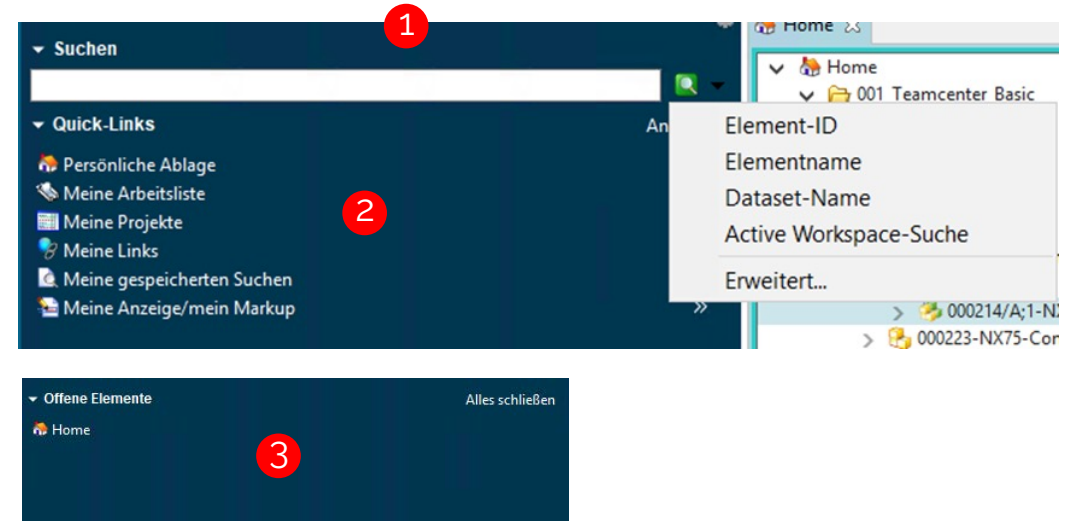 1
Suchen
Home
Home
001 Teamcenter Basic
Quick-Links
Element-ID
Elementname
Dataset-Name
Active Workspace-Suche
Erweitert...
Persönliche Ablage
Meine Arbeitsliste
2
Meine Projekte
Meine Links
Meine gespeicherten Suchen
Meine Anzeige/mein Markup
»
000214/A;1-NX
000223-NX75-Con
Offene Elemente
Alles schließen
Home
3